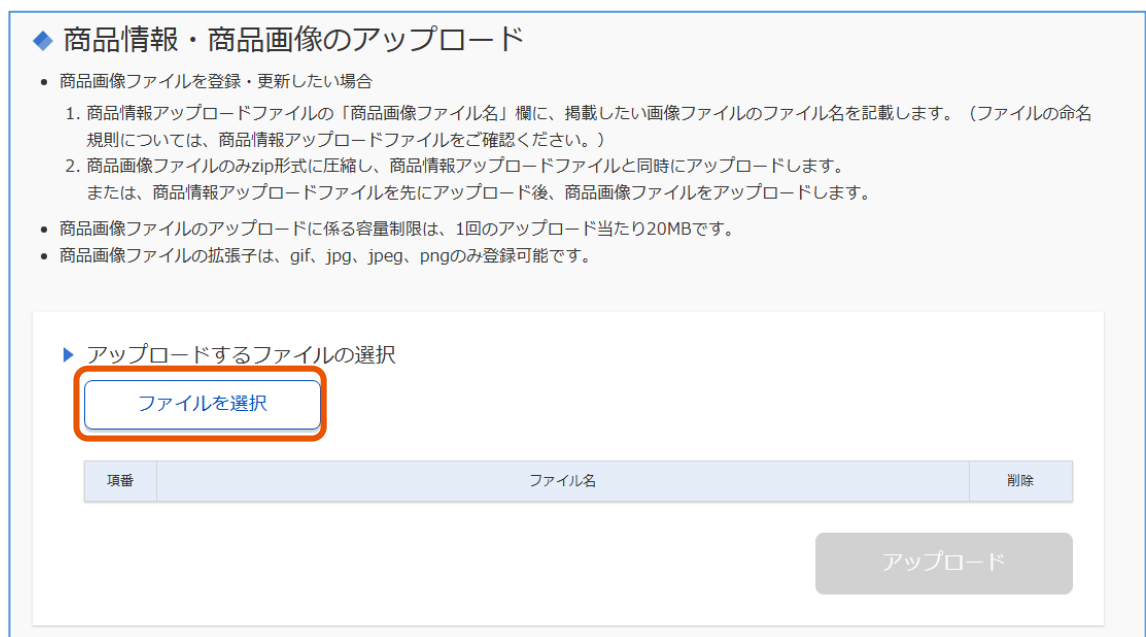 商品情報・商品画像のアップロード
• 商品画像ファイルを登録・更新したい場合
1. 商品情報アップロードファイルの「商品画像ファイル名」欄に、掲載したい画像ファイルのファイル名を記載します。（ファイルの命名
規則については、商品情報アップロードファイルをご確認ください。）
2. 商品画像ファイルのみzip形式に圧縮し、商品情報アップロードファイルと同時にアップロードします。
または、商品情報アップロードファイルを先にアップロード後、商品画像ファイルをアップロードします。
• 商品画像ファイルのアップロードに係る容量制限は、1回のアップロード当たり20MBです。
• 商品画像ファイルの拡張子は、gif、jpg、jpeg、pngのみ登録可能です。
アップロードするファイルの選択
ファイルを選択
項番 ファイル名 削除
アップロード